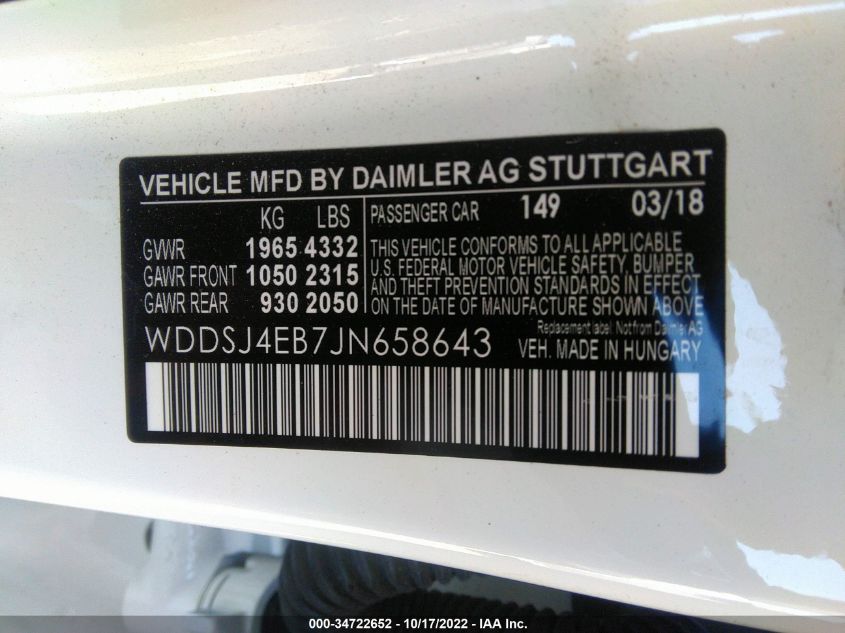 VEHICLE MFD BY DAIMLER AG STUTTGART
KG LBS
GVWR 1965 4332
GAWR FRONT 1050 2315
GAWR REAR 930 2050
PASSENGER CAR 149 03/18
THIS VEHICLE CONFORMS TO ALL APPLICABLE
U.S. FEDERAL MOTOR VEHICLE SAFETY, BUMPER
AND THEFT PREVENTION STANDARDS IN EFFECT
ON THE DATE OF MANUFACTURE SHOWN ABOVE
Replacement label. Not from Daimler AG
WDDSJ4EB7JN658643
VEH. MADE IN HUNGARY
000-34722652 - 10/17/2022 - IAA Inc.